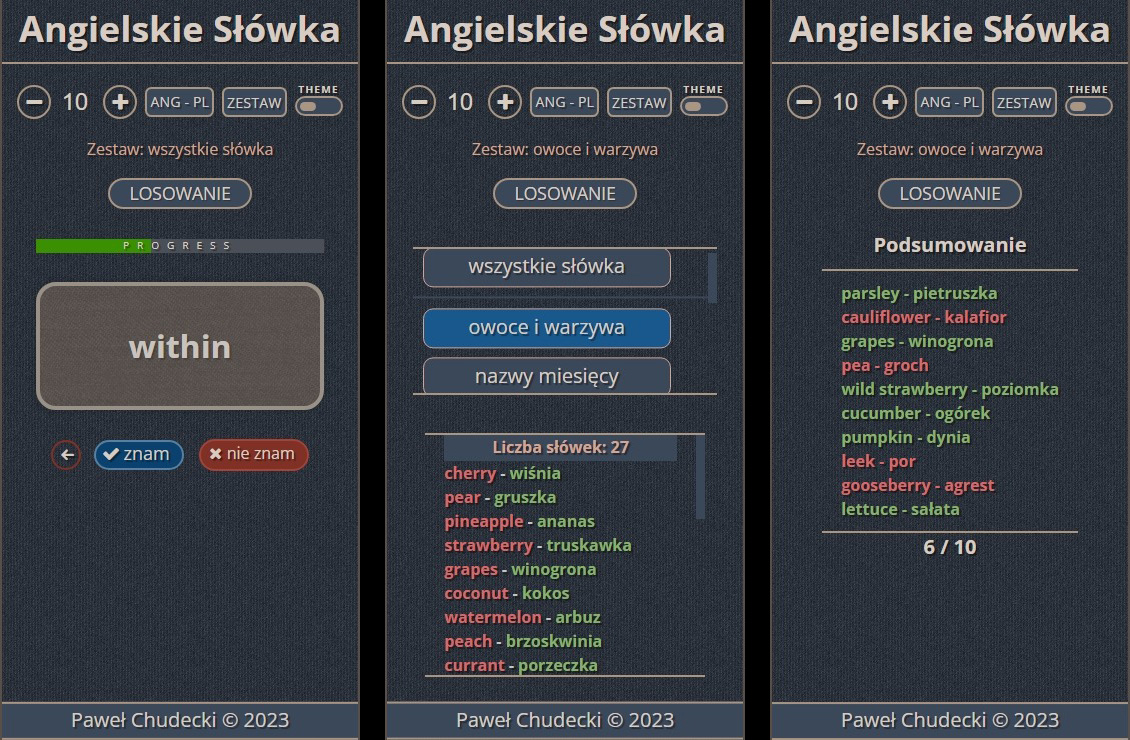 Angielskie Słówka
10
ANG - PL
ZESTAW
THEME
Zestaw: wszystkie słówka
LOSOWANIE
PROGRESS
within
znam
nie znam
Paweł Chudecki © 2023
Angielskie Słówka
10
ANG - PL
ZESTAW
THEME
Zestaw: owoce i warzywa
LOSOWANIE
wszystkie słówka
owoce i warzywa
nazwy miesięcy
Liczba słówek: 27
cherry - wiśnia
pear - gruszka
pineapple - ananas
strawberry - truskawka
grapes - winogrona
coconut - kokos
watermelon - arbuz
peach - brzoskwinia
currant - porzeczka
Paweł Chudecki © 2023
Angielskie Słówka
10
ANG - PL
ZESTAW
THEME
Zestaw: owoce i warzywa
LOSOWANIE
Podsumowanie
parsley - pietruszka
cauliflower - kalafior
grapes - winogrona
pea - groch
wild strawberry - poziomka
cucumber - ogórek
pumpkin - dynia
leek - por
gooseberry - agrest
lettuce - sałata
6 / 10
Paweł Chudecki © 2023